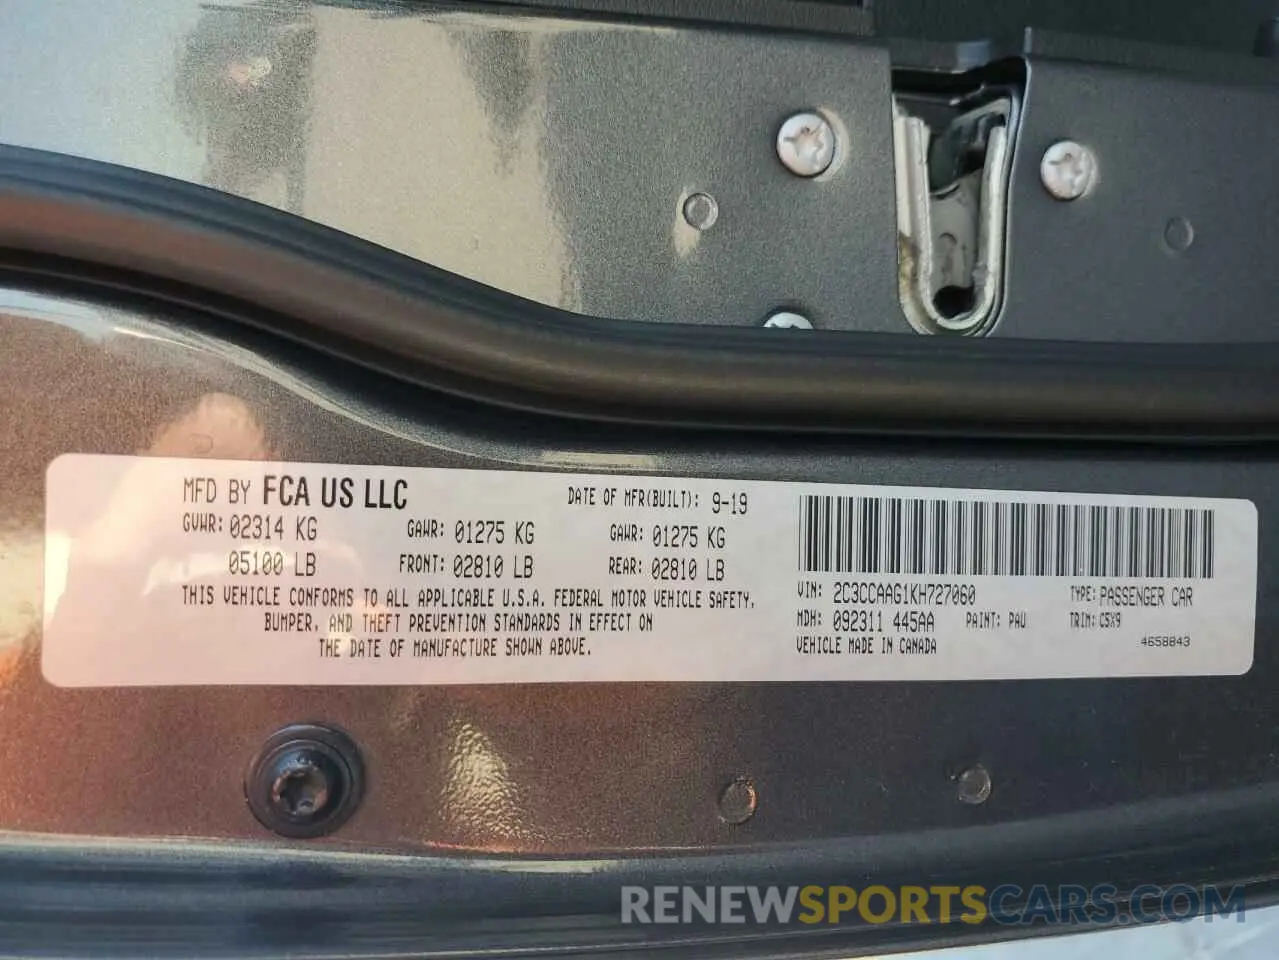 MFD BY FCA US LLC
DATE OF MFR(BUILT): 9-19
GVWR: 02314 KG
GAWR: 01275 KG
GAWR: 01275 KG
05100 LB
FRONT: 02810 LB
REAR: 02810 LB
THIS VEHICLE CONFORMS TO ALL APPLICABLE U.S.A. FEDERAL MOTOR VEHICLE SAFETY,
BUMPER, AND THEFT PREVENTION STANDARDS IN EFFECT ON
THE DATE OF MANUFACTURE SHOWN ABOVE.
VIN: 2C3CCAAG1KH727060
TYPE: PASSENGER CAR
MDH: 092311 445AA
PAINT: PAU
TRIM: C5X9
VEHICLE MADE IN CANADA
4658843
RENEWSPORTSCARS.COM